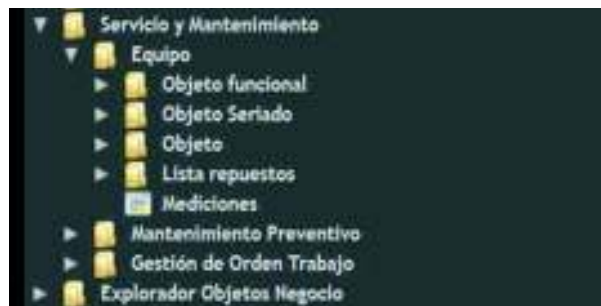 Servicio y Mantenimiento
Equipo
Objeto funcional
Objeto Seriado
Objeto
Lista repuestos
Mediciones
Mantenimiento Preventivo
Gestión de Orden Trabajo
Explorador Objetos Negocio